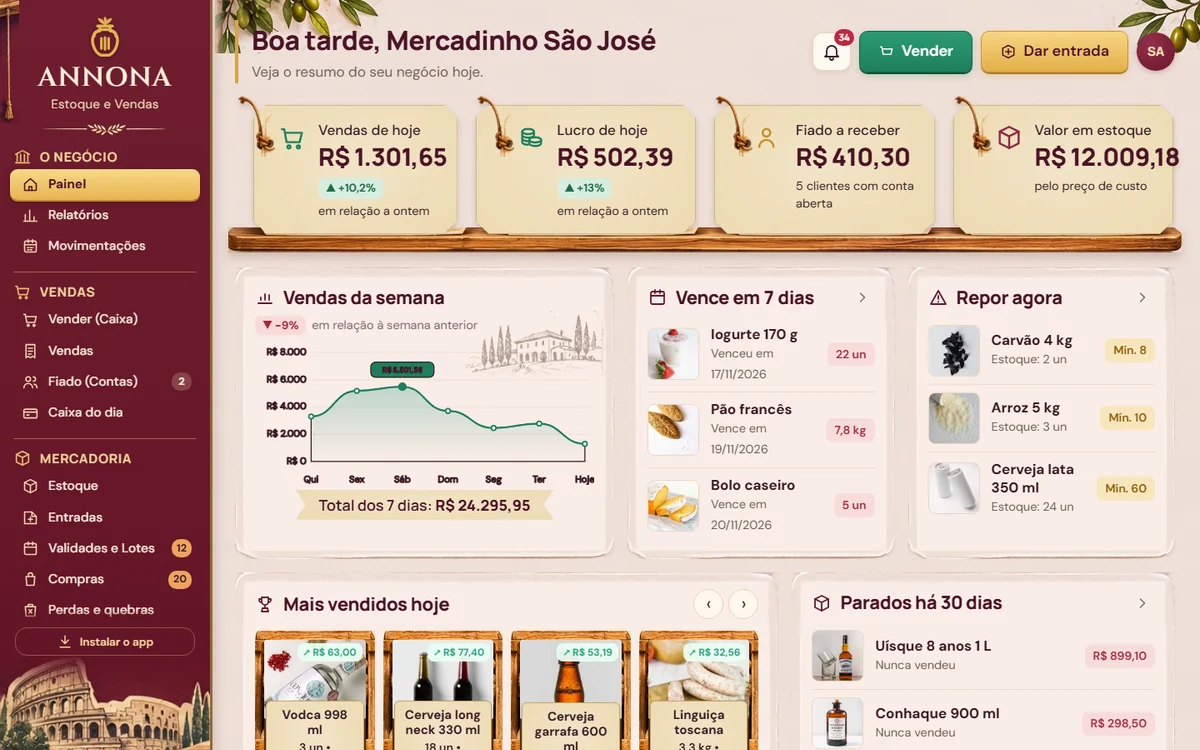 ANNONA
Estoque e Vendas
O NEGÓCIO
Painel
Relatórios
Movimentações
VENDAS
Vender (Caixa)
Vendas
Fiado (Contas) 2
Caixa do dia
MERCADORIA
Estoque
Entradas
Validades e Lotes 12
Compras 20
Perdas e quebras
Instalar o app
Boa tarde, Mercadinho São José
Veja o resumo do seu negócio hoje.
34
Vender
Dar entrada
SA
Vendas de hoje
R$ 1.301,65
▲ +10,2%
em relação a ontem
Lucro de hoje
R$ 502,39
▲ +13%
em relação a ontem
Fiado a receber
R$ 410,30
5 clientes com conta
aberta
Valor em estoque
R$ 12.009,18
pelo preço de custo
Vendas da semana
▼ -9% em relação à semana anterior
R$ 8.000
R$ 6.000
R$ 4.000
R$ 2.000
R$ 0
Qui Sex Sáb Dom Seg Ter Hoje
Total dos 7 dias: R$ 24.295,95
Vence em 7 dias
Iogurte 170 g
Venceu em
17/11/2026
22 un
Pão francês
Vence em
19/11/2026
7,8 kg
Bolo caseiro
Vence em
20/11/2026
5 un
Repor agora
Carvão 4 kg
Estoque: 2 un
Mín. 8
Arroz 5 kg
Estoque: 3 un
Mín. 10
Cerveja lata
350 ml
Estoque: 24 un
Mín. 60
Mais vendidos hoje
↗ R$ 63,00
Vodca 998
ml
3 un •
↗ R$ 77,40
Cerveja long
neck 330 ml
18 un •
↗ R$ 53,19
Cerveja
garrafa 600
ml
↗ R$ 32,56
Linguiça
toscana
3,3 kg •
Parados há 30 dias
Uísque 8 anos 1 L
Nunca vendeu
R$ 899,10
Conhaque 900 ml
Nunca vendeu
R$ 298,50